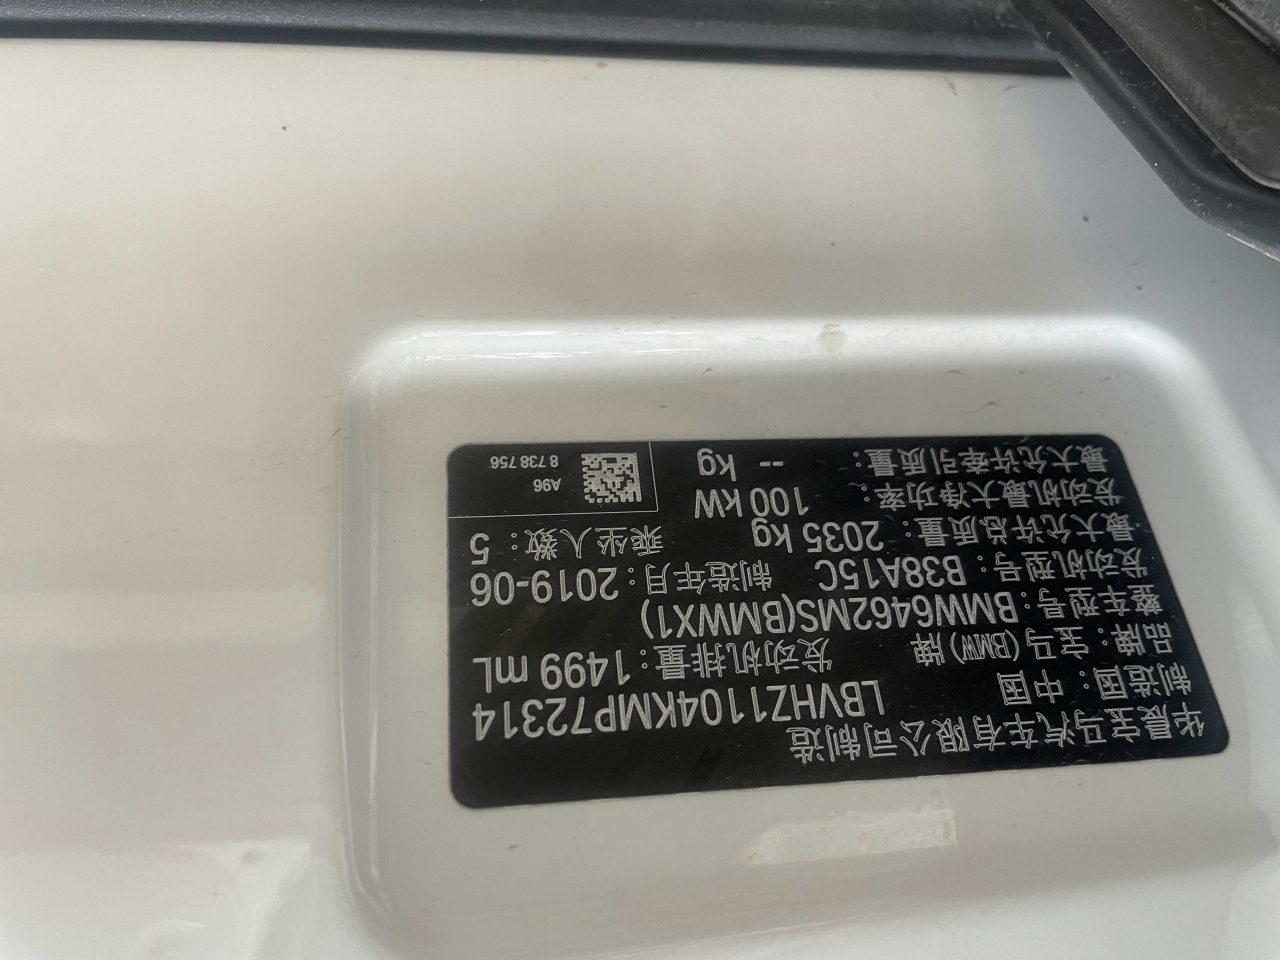 华晨宝马汽车有限公司制造
制造国：中国 LBVHZ1104KMP72314
品牌：宝马 (BMW) 牌 发动机排量：1499 mL
整车型号：BMW6462MS(BMWX1)
发动机型号：B38A15C 制造年月：2019-06
最大允许总质量：2035 kg 乘坐人数：5
发动机最大净功率：100 kW
最大允许牵引质量：-- kg
A96
8 738 756